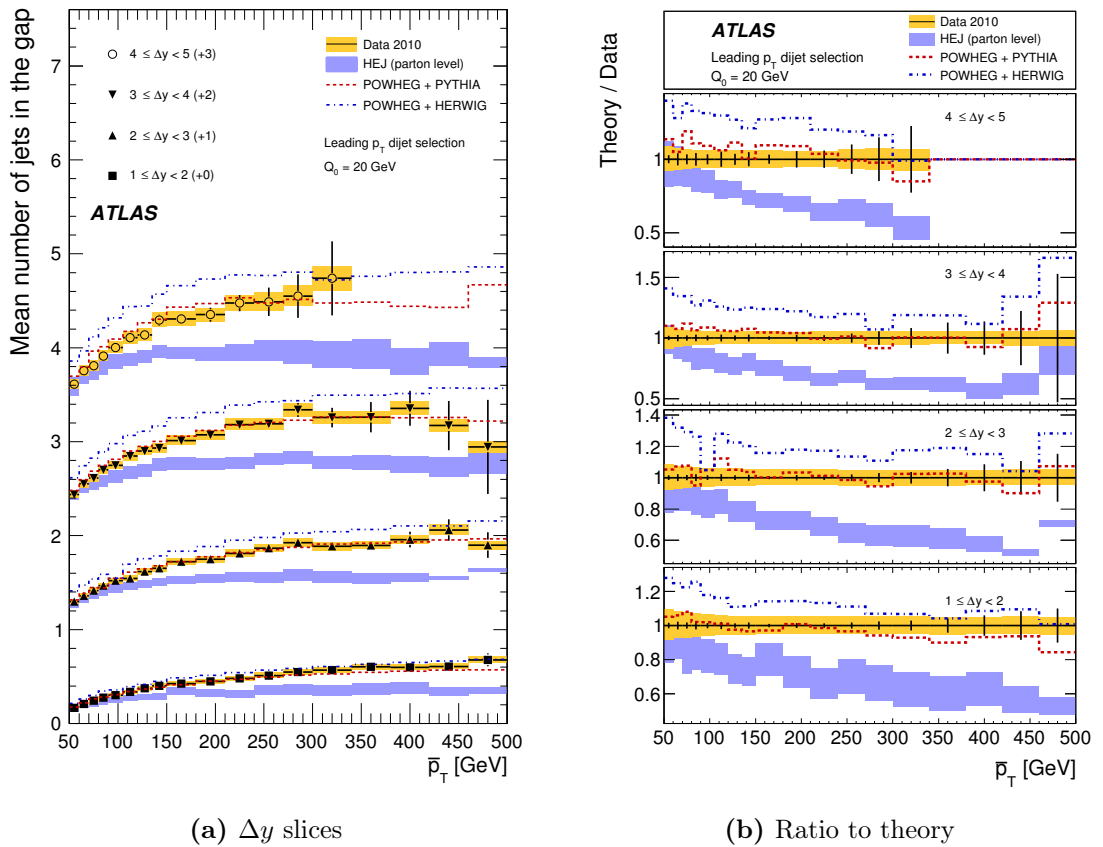 Mean number of jets in the gap
8
7
6
5
4
3
2
1
0
4 ≤ Δy < 5 (+3)
3 ≤ Δy < 4 (+2)
2 ≤ Δy < 3 (+1)
1 ≤ Δy < 2 (+0)
ATLAS
Data 2010
HEJ (parton level)
POWHEG + PYTHIA
POWHEG + HERWIG
Leading p_T dijet selection
Q₀ = 20 GeV
50 100 150 200 250 300 350 400 450 500
p̅_T [GeV]
(a) Δy slices
Theory / Data
ATLAS
Leading p_T dijet selection
Q₀ = 20 GeV
Data 2010
HEJ (parton level)
POWHEG + PYTHIA
POWHEG + HERWIG
4 ≤ Δy < 5
1
0.5
3 ≤ Δy < 4
1.5
1
0.5
1.4
2 ≤ Δy < 3
1.2
1
0.8
0.6
1 ≤ Δy < 2
1.2
1
0.8
0.6
50 100 150 200 250 300 350 400 450 500
p̅_T [GeV]
(b) Ratio to theory